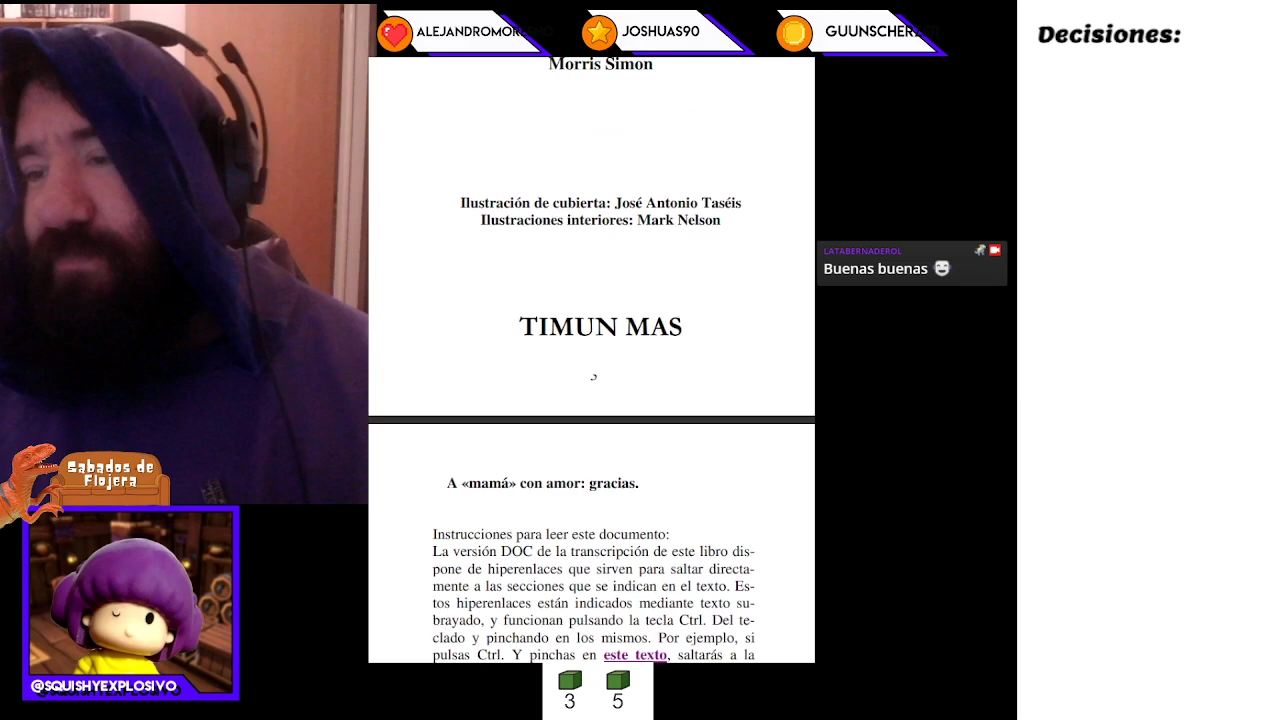 ALEJANDROMORENO
JOSHUAS90
Decisiones:
Morris Simon
Ilustración de cubierta: José Antonio Taséis
Ilustraciones interiores: Mark Nelson
LATABERNADEROL
Buenas buenas
TIMUN MAS
A «mamá» con amor: gracias.
Instrucciones para leer este documento:
La versión DOC de la transcripción de este libro dis-
pone de hiperenlaces que sirven para saltar directa-
mente a las secciones que se indican en el texto. Es-
tos hiperenlaces están indicados mediante texto su-
brayado, y funcionan pulsando la tecla Ctrl. Del te-
clado y pinchando en los mismos. Por ejemplo, si
pulsas Ctrl. Y pinchas en este texto, saltarás a la
Sabados de
Flojera
@SQUISHYEXPLOSIVO
3 5